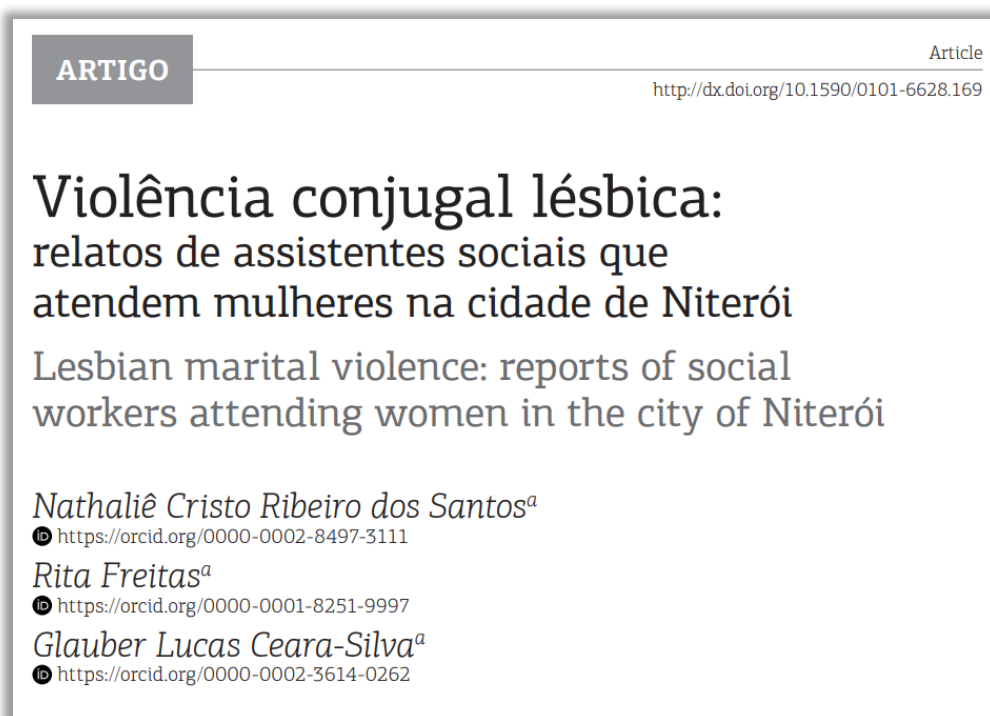 ARTIGO
Article
http://dx.doi.org/10.1590/0101-6628.169
Violência conjugal lésbica:
relatos de assistentes sociais que
atendem mulheres na cidade de Niterói
Lesbian marital violence: reports of social
workers attending women in the city of Niterói
Nathaliê Cristo Ribeiro dos Santosᵃ
iD https://orcid.org/0000-0002-8497-3111
Rita Freitasᵃ
iD https://orcid.org/0000-0001-8251-9997
Glauber Lucas Ceara-Silvaᵃ
iD https://orcid.org/0000-0002-3614-0262